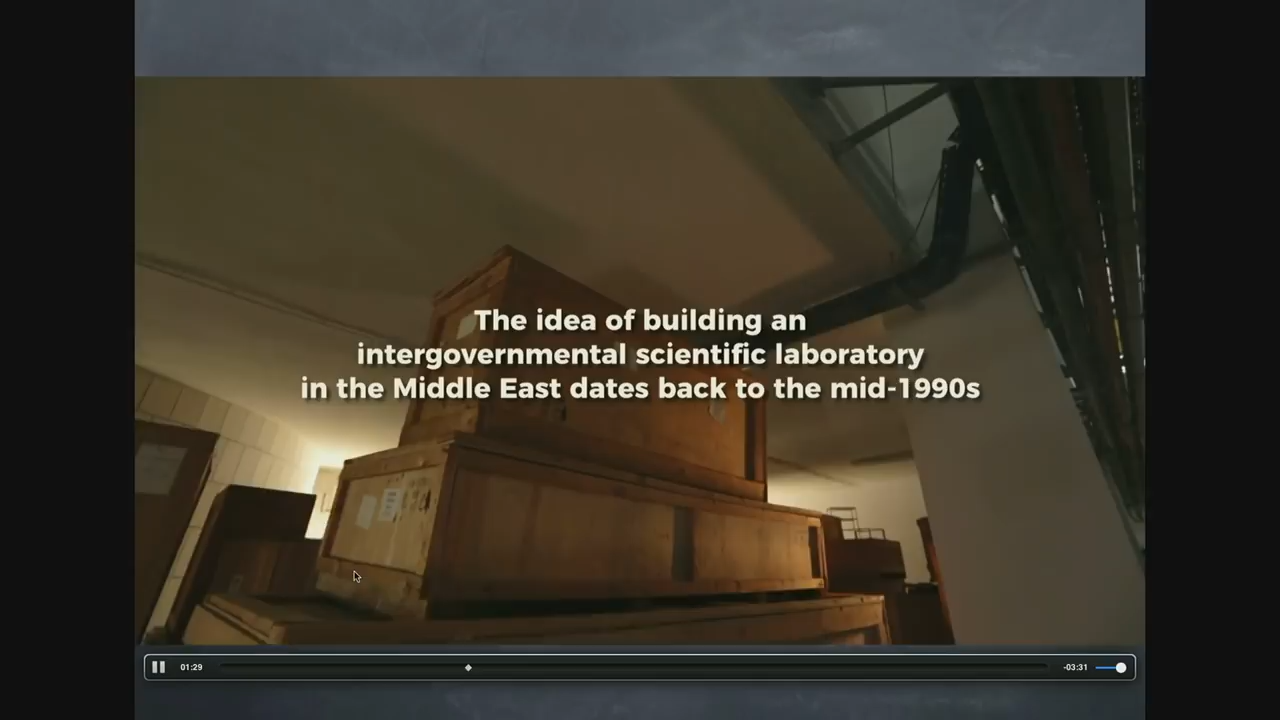 The idea of building an
intergovernmental scientific laboratory
in the Middle East dates back to the mid-1990s
01:29
-03:31